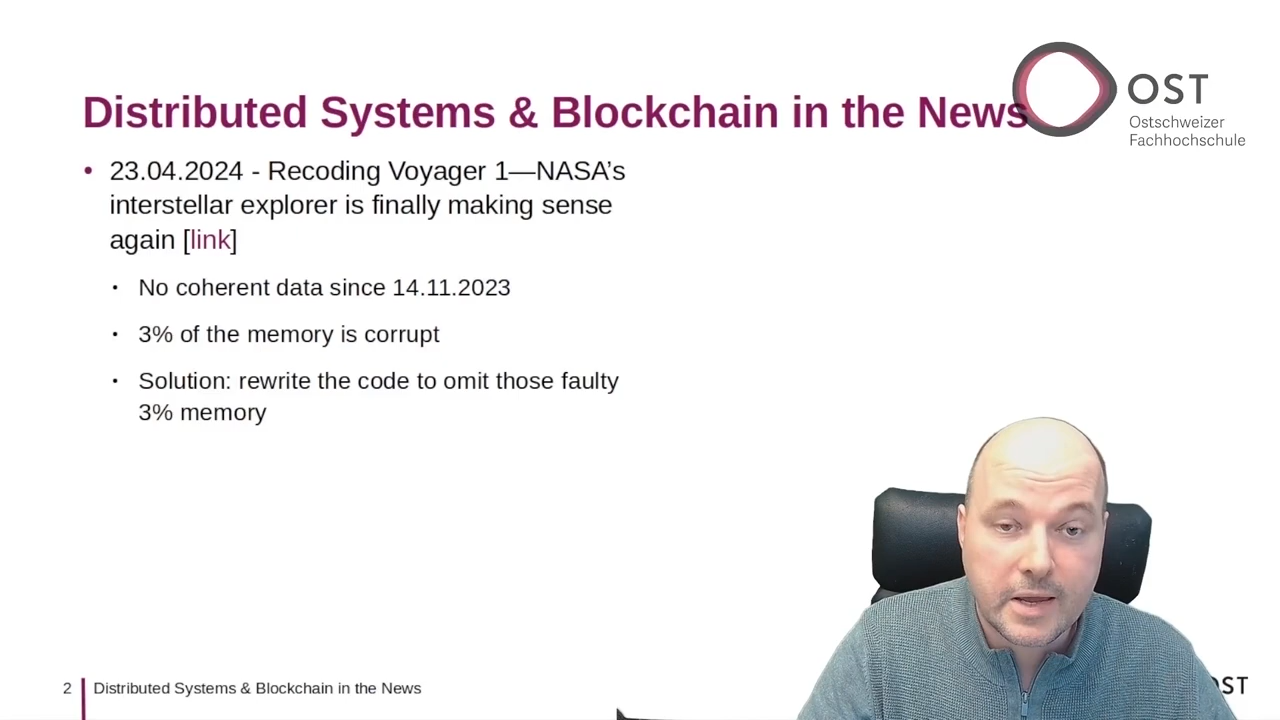 OST
Ostschweizer
Fachhochschule
Distributed Systems & Blockchain in the News
• 23.04.2024 - Recoding Voyager 1—NASA’s
interstellar explorer is finally making sense
again [link]
• No coherent data since 14.11.2023
• 3% of the memory is corrupt
• Solution: rewrite the code to omit those faulty
3% memory
2 Distributed Systems & Blockchain in the News
OST